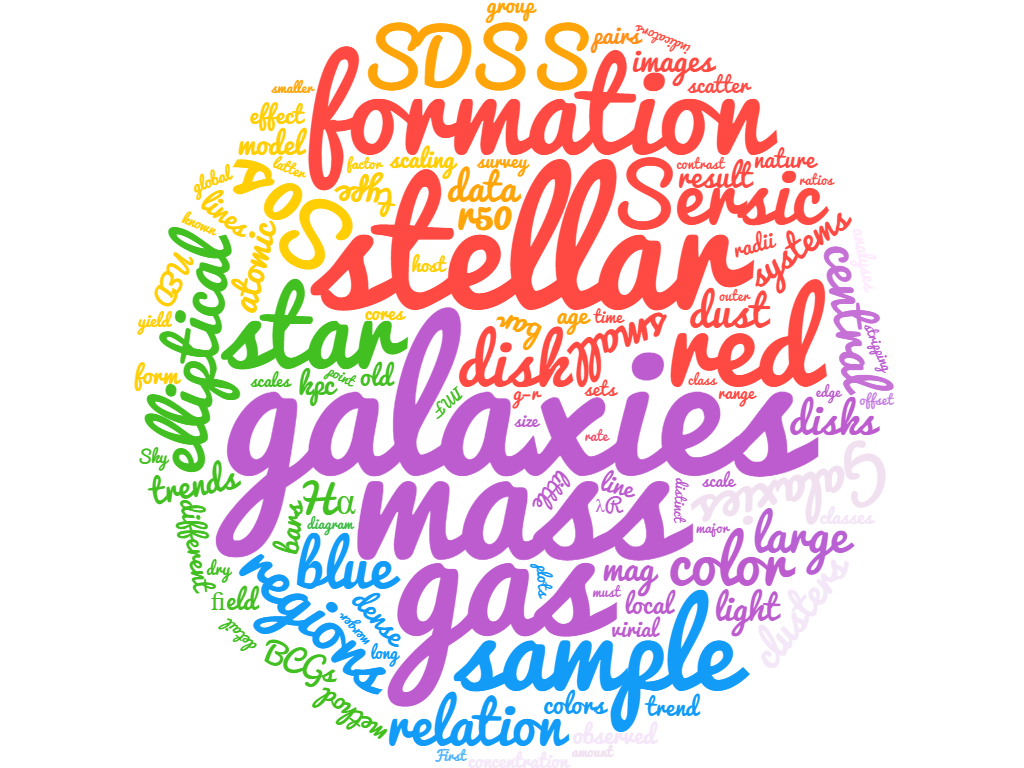 group
SDSS
pairs
indicators
images
scatter
smaller
formation
effect
model
latter
factor
scaling
survey
contrast
nature
global
S0A
type
data
result
ratios
lines
r50
Sersic
known
atomic
stellar
radii
systems
host
analyses
UBV
elliptical
central
yield
star
cores
bar
age
time
small
outer
dust
stripping
disk
red
form
scales
kpc
point
old
g-r
sets
class
range
edge
offset
IMF
galaxies
size
rate
disks
Sky
trends
Hα
little
line
λR
distinct
scale
Galaxies
classes
different
bars
diagram
mass
major
large
dry
blue
regions
field
dense
merger
long
gas
plots
mag
must
color
local
light
virial
clusters
detail
BCGs
method
sample
colors
trend
relation
observed
First
concentration
amount